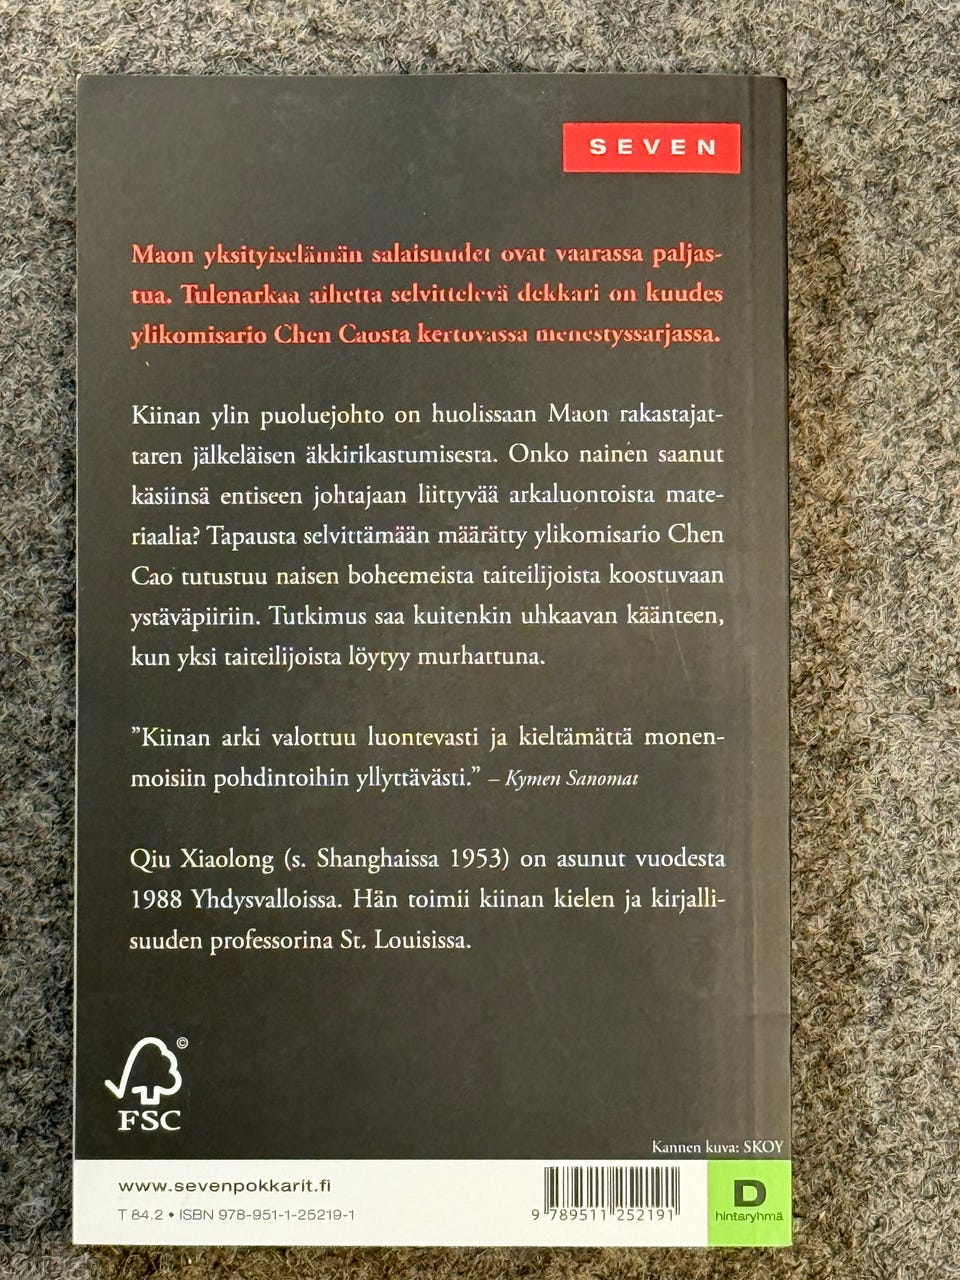 SEVEN
Maon yksityiselämän salaisuudet ovat vaarassa paljas-
tua. Tulenarkaa aihetta selvittelevä dekkari on kuudes
ylikomisario Chen Caosta kertovassa menestyssarjassa.
Kiinan ylin puoluejohto on huolissaan Maon rakastajat-
taren jälkeläisen äkkirikastumisesta. Onko nainen saanut
käsiinsä entiseen johtajaan liittyvää arkaluontoista mate-
riaalia? Tapausta selvittämään määrätty ylikomisario Chen
Cao tutustuu naisen boheemeista taiteilijoista koostuvaan
ystäväpiiriin. Tutkimus saa kuitenkin uhkaavan käänteen,
kun yksi taiteilijoista löytyy murhattuna.
”Kiinan arki valottuu luontevasti ja kieltämättä monen-
moisiin pohdintoihin yllyttävästi.” – Kymen Sanomat
Qiu Xiaolong (s. Shanghaissa 1953) on asunut vuodesta
1988 Yhdysvalloissa. Hän toimii kiinan kielen ja kirjalli-
suuden professorina St. Louisissa.
©
FSC
Kannen kuva: SKOY
www.sevenpokkarit.fi
T 84.2 • ISBN 978-951-1-25219-1
9 789511 252191
D
hintaryhmä